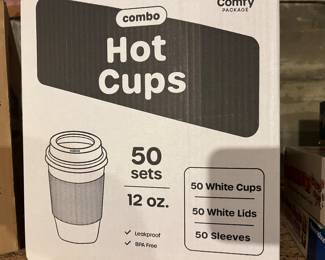 Comfy
PACKAGE
combo
Hot
Cups
50
sets
12 oz.
✓ Leakproof
✓ BPA Free
50 White Cups
50 White Lids
50 Sleeves